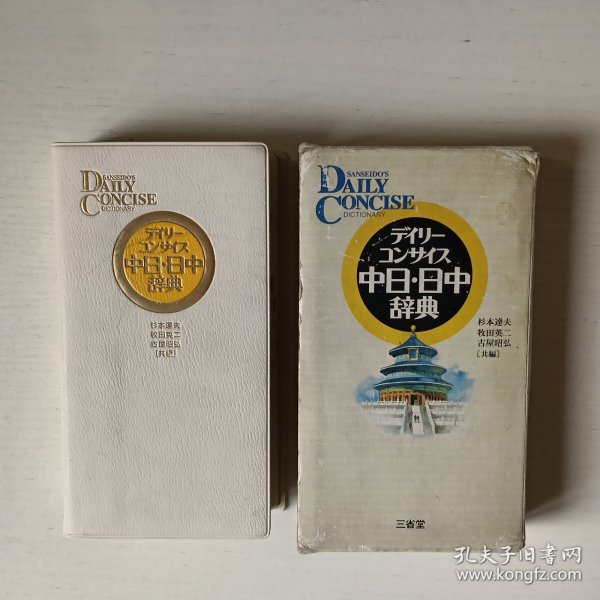 SANSEIDO'S
DAILY
CONCISE
DICTIONARY
デイリー
コンサイス
中日・日中
辞典
杉本達夫
牧田英二
古屋昭弘
[共編]
SANSEIDO'S
DAILY
CONCISE
DICTIONARY
デイリー
コンサイス
中日・日中
辞典
杉本達夫
牧田英二
古屋昭弘
[共編]
三省堂
孔夫子旧书网
www.kongfz.com